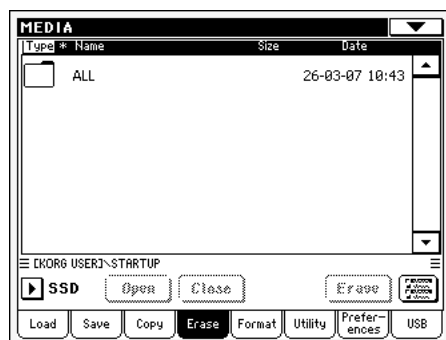 MEDIA
Type * Name Size Date
ALL 26-03-07 10:43
[KORG USER]\STARTUP
SSD Open Close Erase
Load Save Copy Erase Format Utility Prefer-ences USB